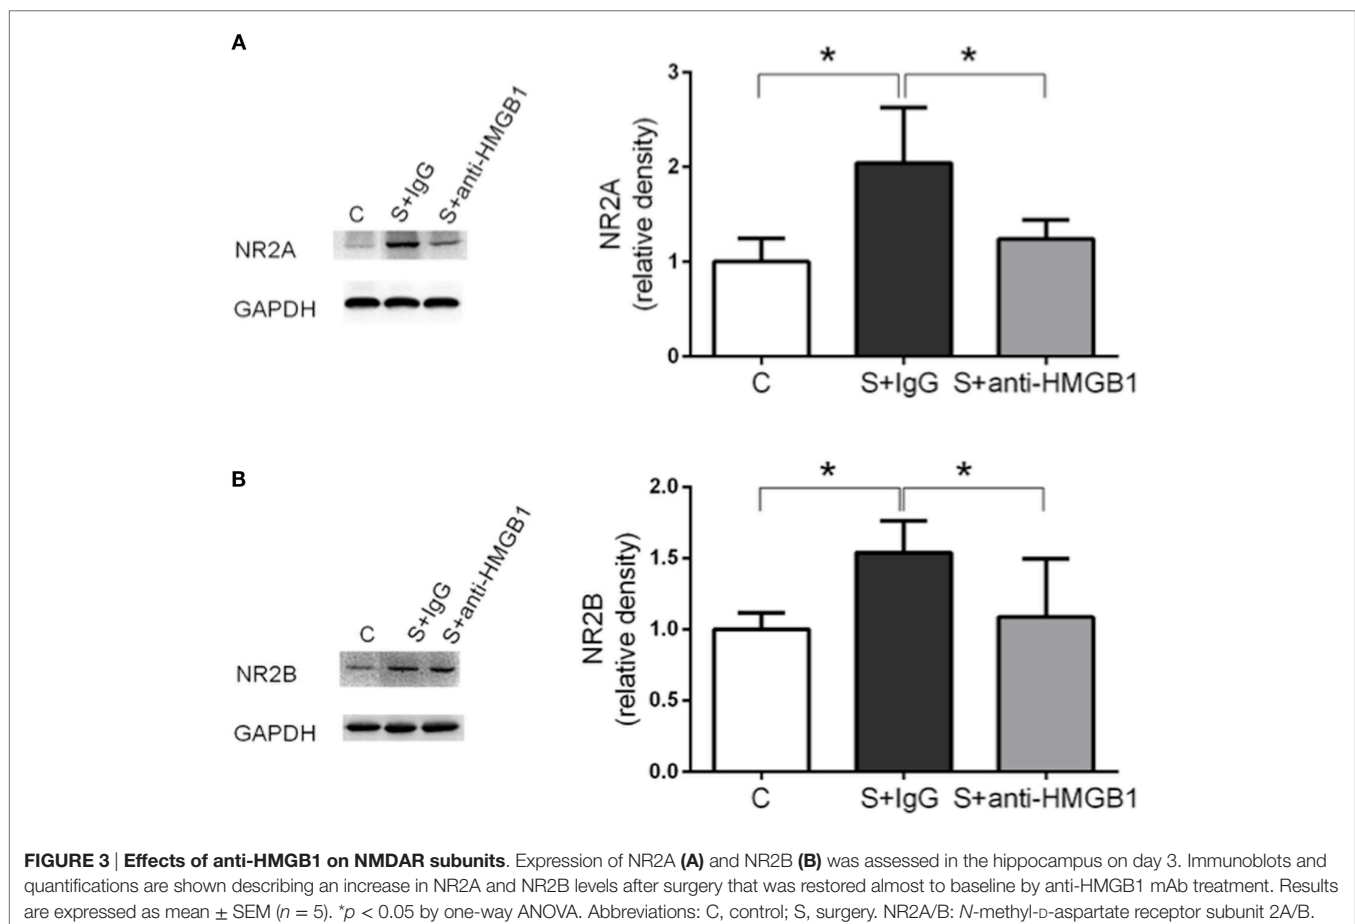 A
C
S+IgG
S+anti-HMGB1
NR2A
GAPDH
NR2A
(relative density)
3
2
1
0
*
*
C
S+IgG
S+anti-HMGB1
B
C
S+IgG
S+anti-HMGB1
NR2B
GAPDH
NR2B
(relative density)
2.0
1.5
1.0
0.5
0.0
*
*
C
S+IgG
S+anti-HMGB1
FIGURE 3 | Effects of anti-HMGB1 on NMDAR subunits. Expression of NR2A (A) and NR2B (B) was assessed in the hippocampus on day 3. Immunoblots and
quantifications are shown describing an increase in NR2A and NR2B levels after surgery that was restored almost to baseline by anti-HMGB1 mAb treatment. Results
are expressed as mean ± SEM (n = 5). *p < 0.05 by one-way ANOVA. Abbreviations: C, control; S, surgery. NR2A/B: N-methyl-D-aspartate receptor subunit 2A/B.